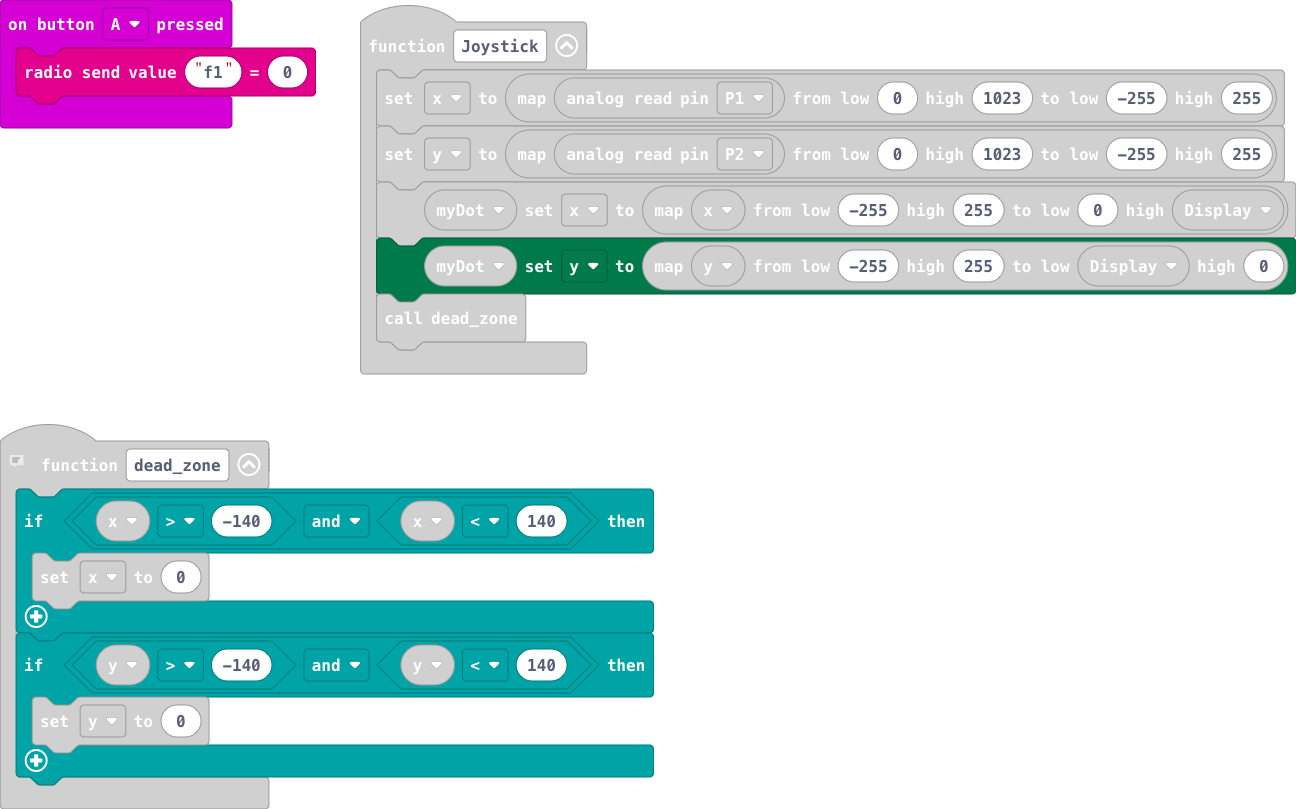 on button A pressed
radio send value "f1" = 0
function Joystick
set x to map analog read pin P1 from low 0 high 1023 to low -255 high 255
set y to map analog read pin P2 from low 0 high 1023 to low -255 high 255
myDot set x to map x from low -255 high 255 to low 0 high Display
myDot set y to map y from low -255 high 255 to low Display high 0
call dead_zone
function dead_zone
if x > -140 and x < 140 then
set x to 0
if y > -140 and y < 140 then
set y to 0